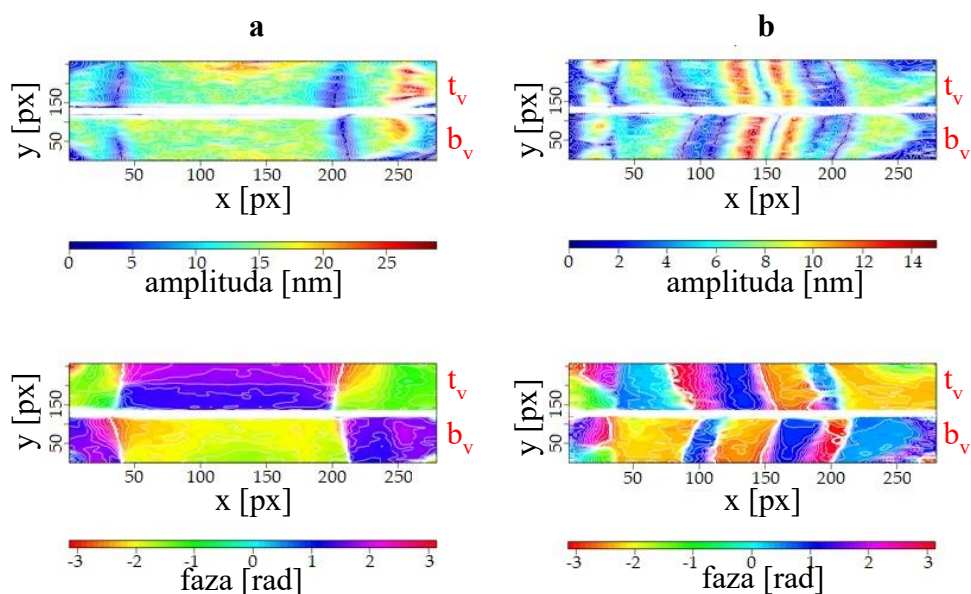 a
b
y [px]
150
50
t_v
b_v
50 100 150 200 250
x [px]
0 5 10 15 20 25
amplituda [nm]
y [px]
150
50
t_v
b_v
50 100 150 200 250
x [px]
0 2 4 6 8 10 12 14
amplituda [nm]
y [px]
150
50
t_v
b_v
50 100 150 200 250
x [px]
-3 -2 -1 0 1 2 3
faza [rad]
y [px]
150
50
t_v
b_v
50 100 150 200 250
x [px]
-3 -2 -1 0 1 2 3
faza [rad]